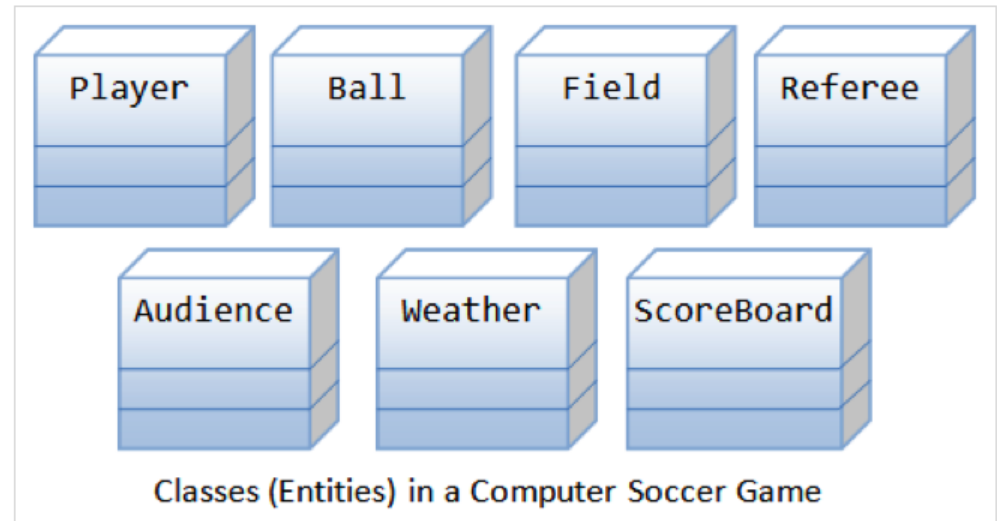 Player Ball Field Referee
Audience Weather ScoreBoard
Classes (Entities) in a Computer Soccer Game